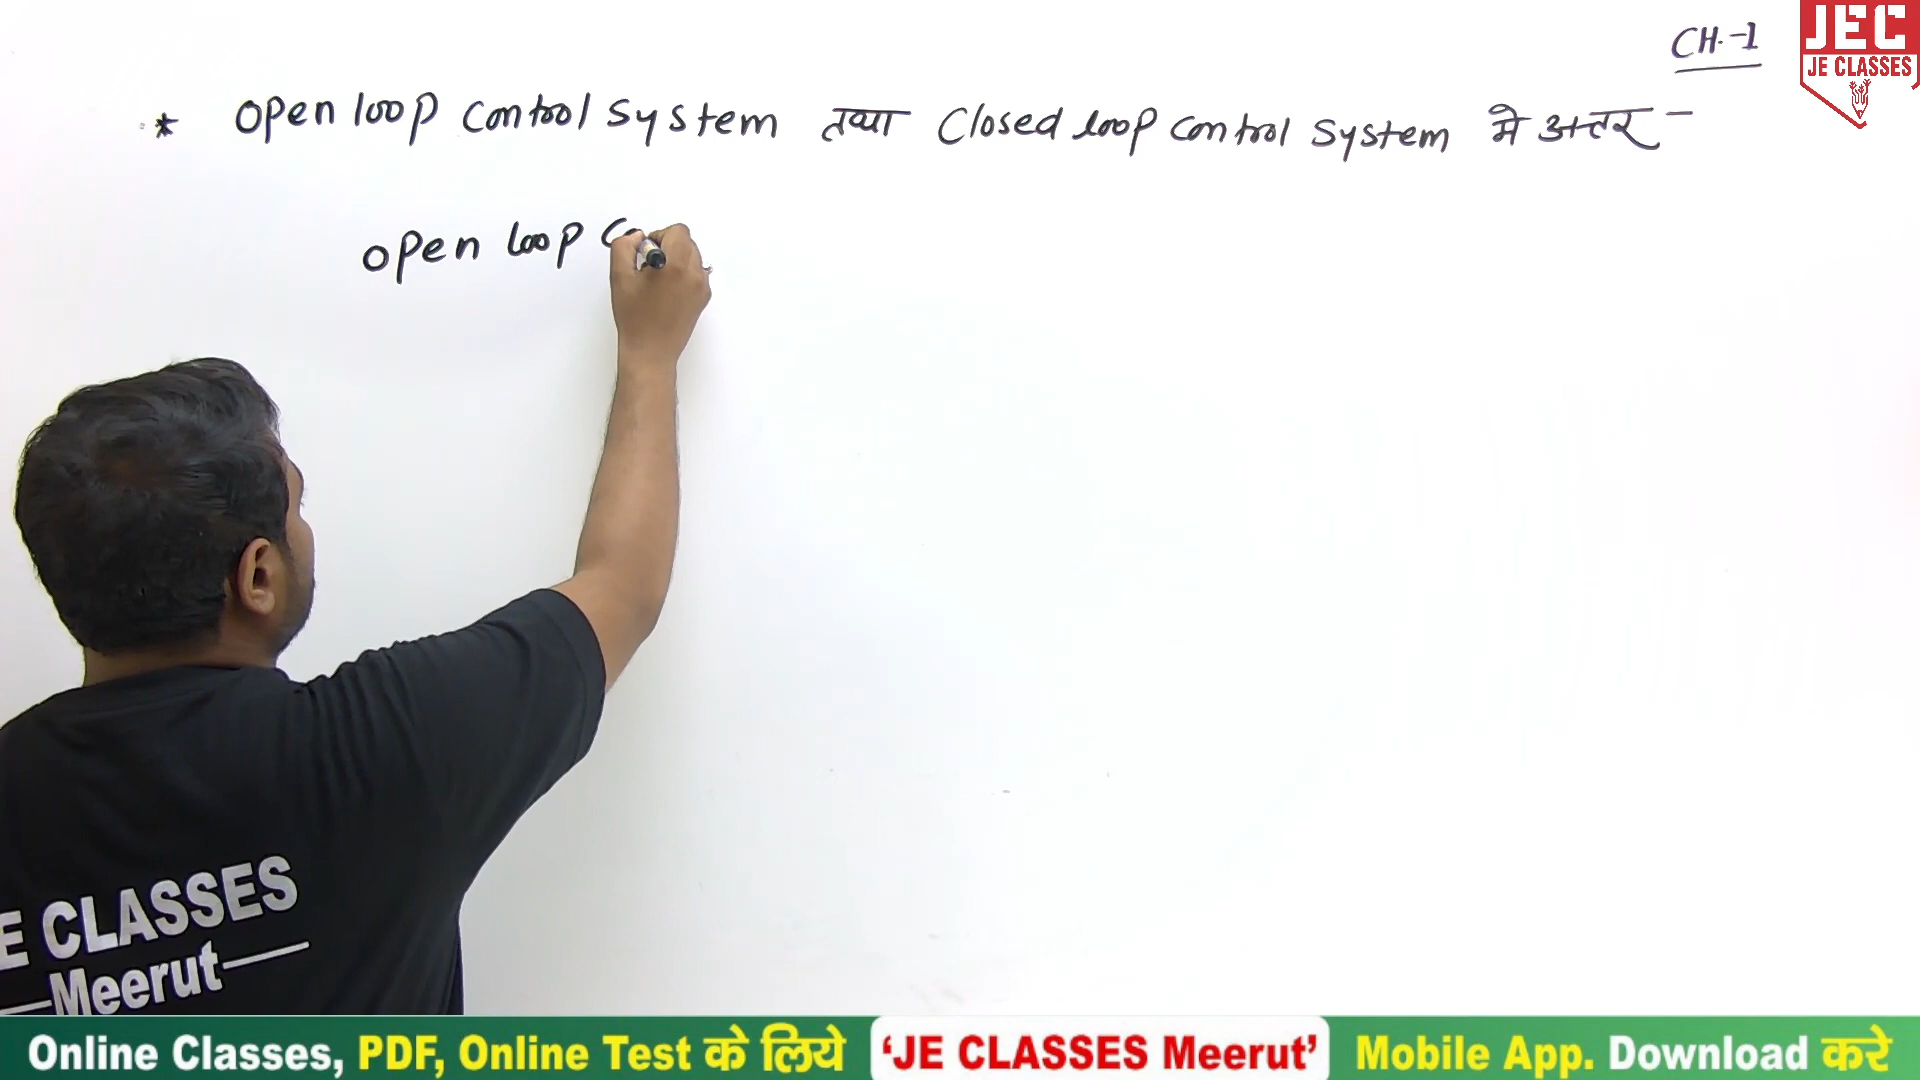 CH.-1
JEC
JE CLASSES
* open loop control system तथा Closed loop control system मे अन्तर -
open loop co
E CLASSES
—Meerut—
Online Classes, PDF, Online Test के लिये 'JE CLASSES Meerut' Mobile App. Download करे